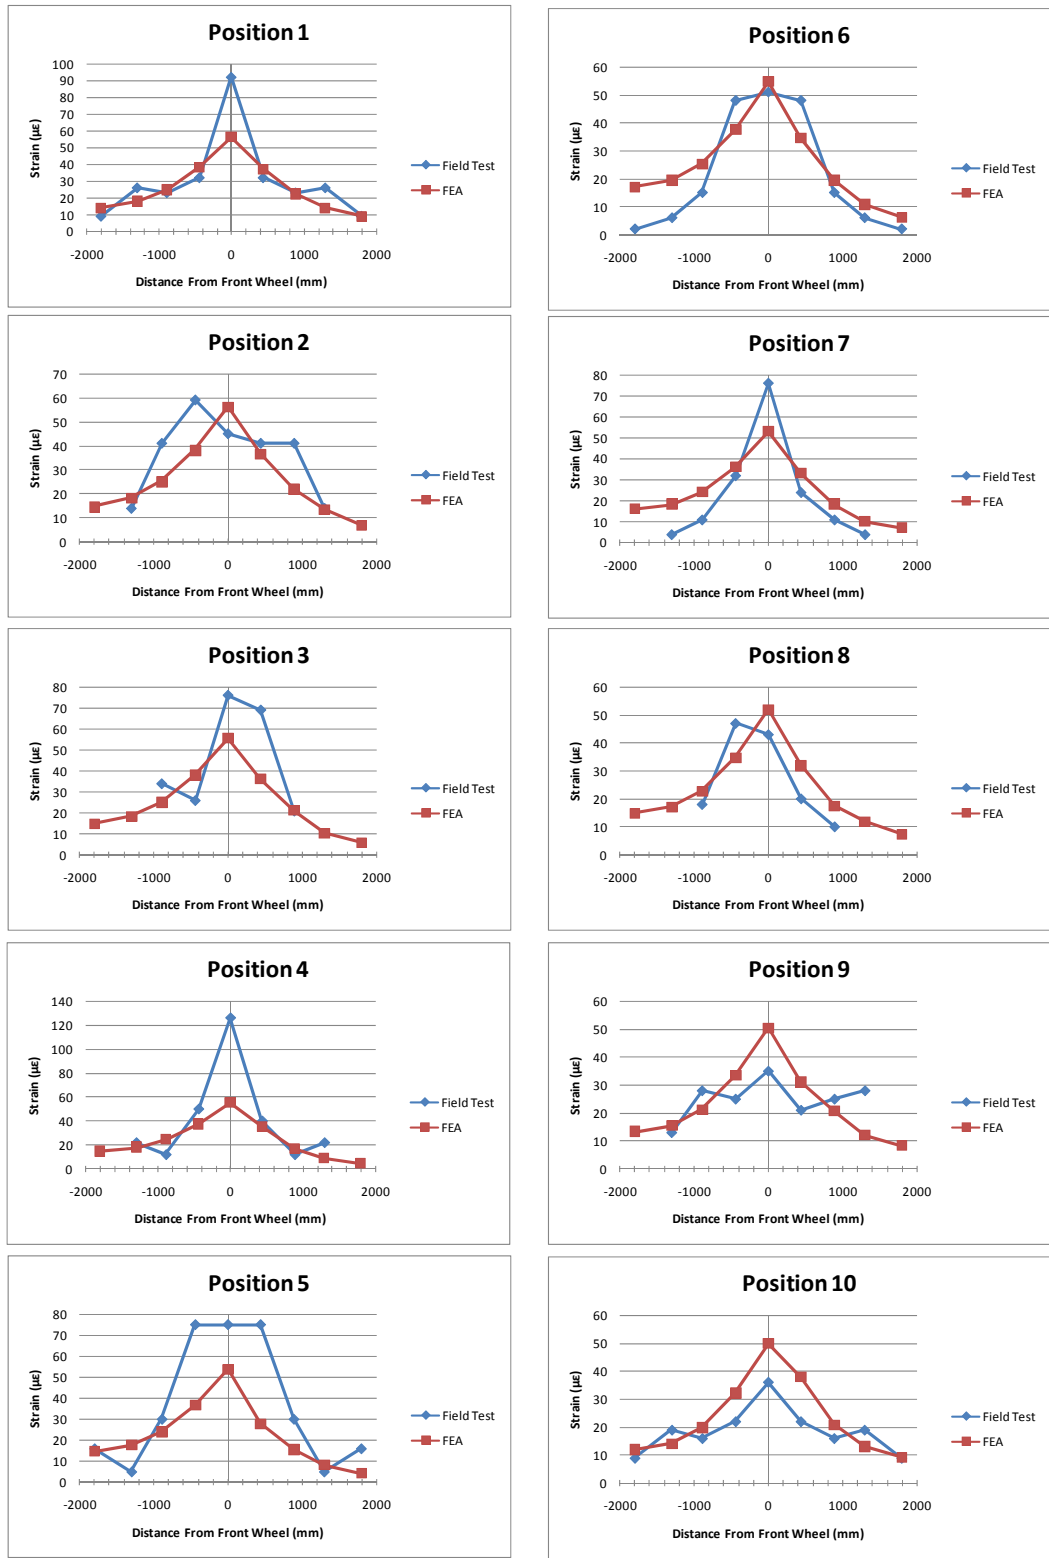 Position 1
100
90
80
70
60
50
40
30
20
10
0
-2000 -1000 0 1000 2000
Strain (µε)
Distance From Front Wheel (mm)
Field Test
FEA
Position 6
60
50
40
30
20
10
0
-2000 -1000 0 1000 2000
Strain (µε)
Distance From Front Wheel (mm)
Field Test
FEA
Position 2
70
60
50
40
30
20
10
0
-2000 -1000 0 1000 2000
Strain (µε)
Distance From Front Wheel (mm)
Field Test
FEA
Position 7
80
70
60
50
40
30
20
10
0
-2000 -1000 0 1000 2000
Strain (µε)
Distance From Front Wheel (mm)
Field Test
FEA
Position 3
80
70
60
50
40
30
20
10
0
-2000 -1000 0 1000 2000
Strain (µε)
Distance From Front Wheel (mm)
Field Test
FEA
Position 8
60
50
40
30
20
10
0
-2000 -1000 0 1000 2000
Strain (µε)
Distance From Front Wheel (mm)
Field Test
FEA
Position 4
140
120
100
80
60
40
20
0
-2000 -1000 0 1000 2000
Strain (µε)
Distance From Front Wheel (mm)
Field Test
FEA
Position 9
60
50
40
30
20
10
0
-2000 -1000 0 1000 2000
Strain (µε)
Distance From Front Wheel (mm)
Field Test
FEA
Position 5
80
70
60
50
40
30
20
10
0
-2000 -1000 0 1000 2000
Strain (µε)
Distance From Front Wheel (mm)
Field Test
FEA
Position 10
60
50
40
30
20
10
0
-2000 -1000 0 1000 2000
Strain (µε)
Distance From Front Wheel (mm)
Field Test
FEA